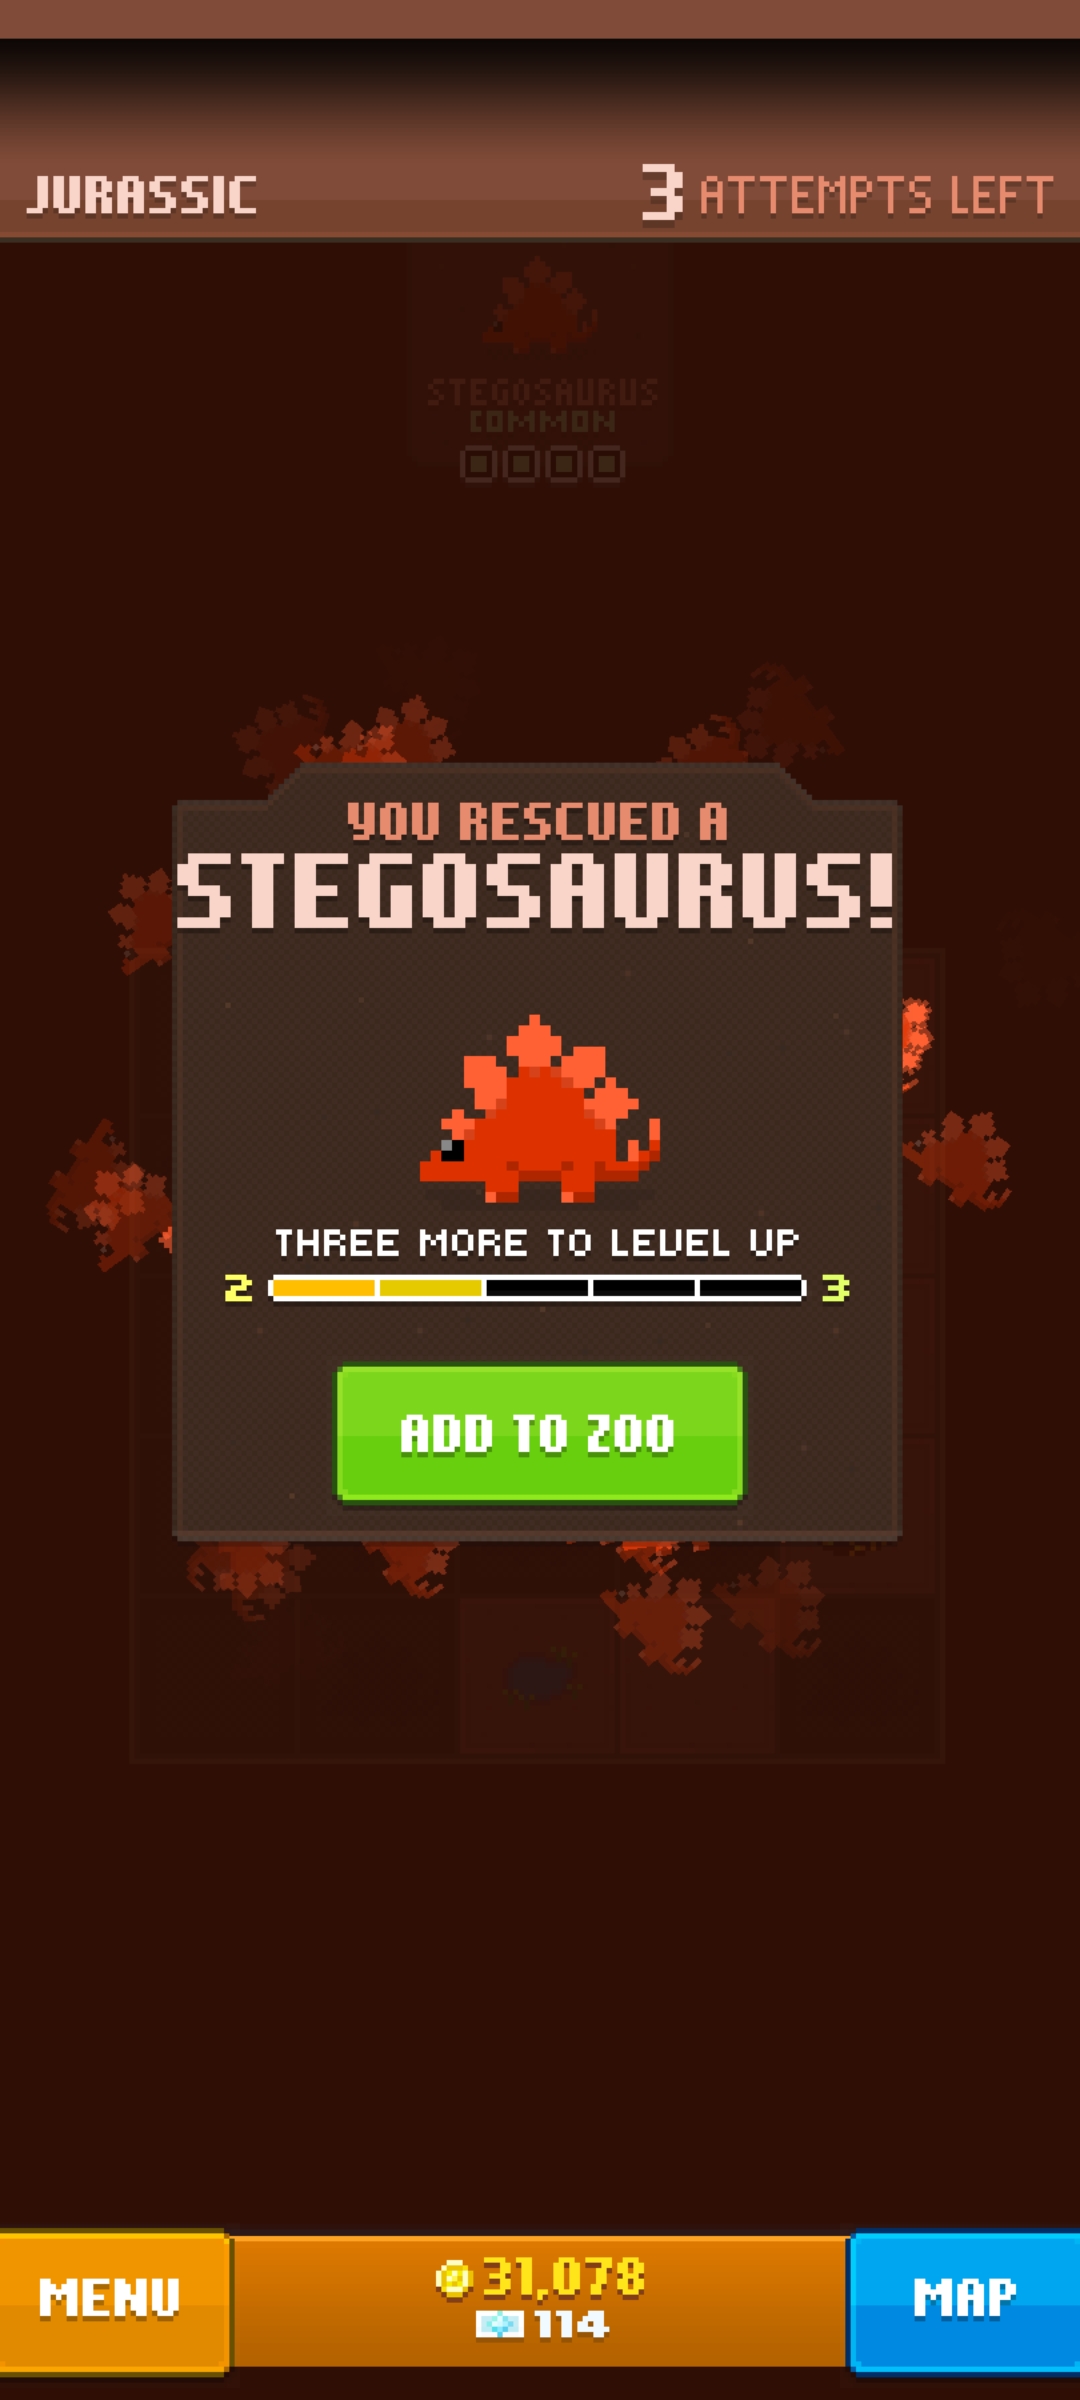 JURASSIC
3 ATTEMPTS LEFT
STEGOSAURUS
COMMON
YOU RESCUED A
STEGOSAURUS!
THREE MORE TO LEVEL UP
2 3
ADD TO ZOO
MENU
31,078
114
MAP